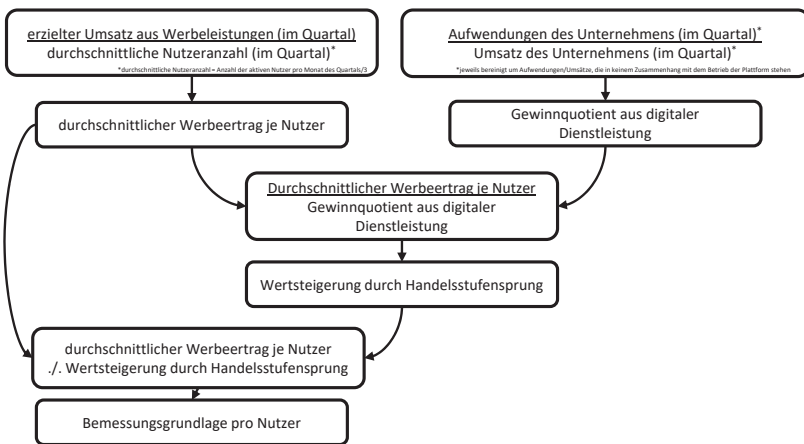 erzielter Umsatz aus Werbeleistungen (im Quartal)
durchschnittliche Nutzeranzahl (im Quartal)*
*durchschnittliche Nutzeranzahl= Anzahl der aktiven Nutzer pro Monat des Quartals/3
Aufwendungen des Unternehmens (im Quartal)*
Umsatz des Unternehmens (im Quartal)*
*jeweils bereinigt um Aufwendungen/Umsätze, die in keinem Zusammenhang mit dem Betrieb der Plattform stehen
durchschnittlicher Werbeertrag je Nutzer
Gewinnquotient aus digitaler
Dienstleistung
Durchschnittlicher Werbeertrag je Nutzer
Gewinnquotient aus digitaler
Dienstleistung
Wertsteigerung durch Handelsstufensprung
durchschnittlicher Werbeertrag je Nutzer
./. Wertsteigerung durch Handelsstufensprung
Bemessungsgrundlage pro Nutzer